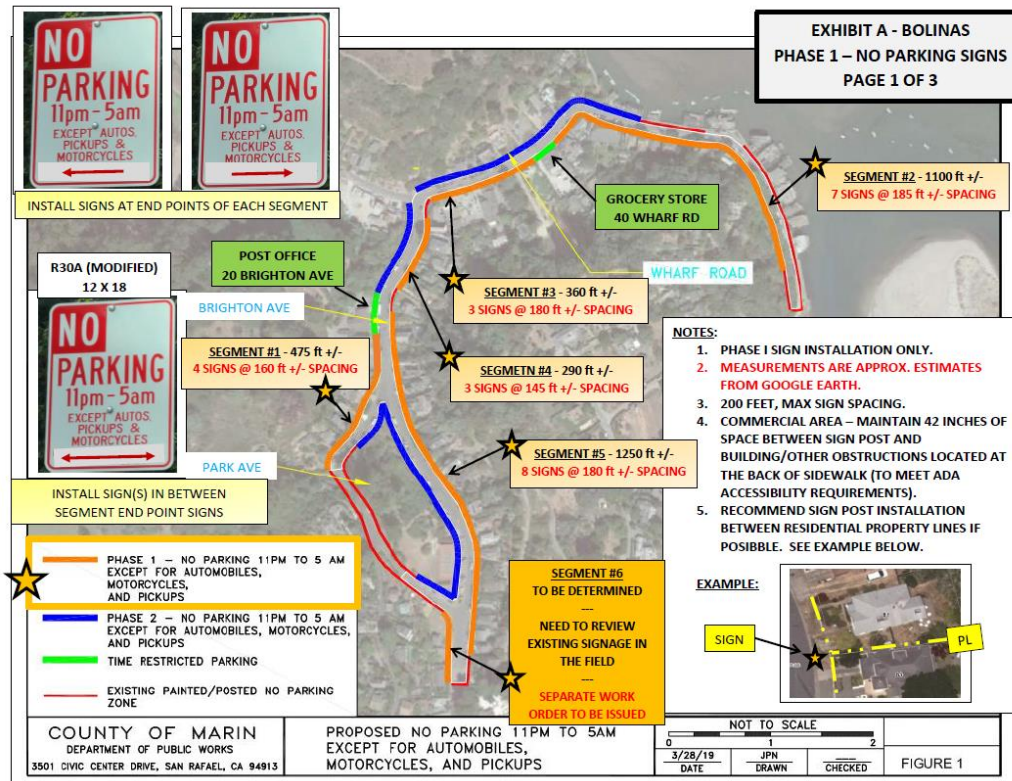 NO
PARKING
11pm-5am
EXCEPT AUTOS,
PICKUPS &
MOTORCYCLES
NO
PARKING
11pm-5am
EXCEPT AUTOS,
PICKUPS &
MOTORCYCLES
INSTALL SIGNS AT END POINTS OF EACH SEGMENT
EXHIBIT A - BOLINAS
PHASE 1 – NO PARKING SIGNS
PAGE 1 OF 3
SEGMENT #2 - 1100 ft +/-
7 SIGNS @ 185 ft +/- SPACING
GROCERY STORE
40 WHARF RD
POST OFFICE
20 BRIGHTON AVE
WHARF ROAD
R30A (MODIFIED)
12 X 18
NO
PARKING
11pm-5am
EXCEPT AUTOS,
PICKUPS &
MOTORCYCLES
BRIGHTON AVE
SEGMENT #3 - 360 ft +/-
3 SIGNS @ 180 ft +/- SPACING
SEGMENT #1 - 475 ft +/-
4 SIGNS @ 160 ft +/- SPACING
SEGMETN #4 - 290 ft +/-
3 SIGNS @ 145 ft +/- SPACING
SEGMENT #5 - 1250 ft +/-
8 SIGNS @ 180 ft +/- SPACING
PARK AVE
INSTALL SIGN(S) IN BETWEEN
SEGMENT END POINT SIGNS
NOTES:
1. PHASE I SIGN INSTALLATION ONLY.
2. MEASUREMENTS ARE APPROX. ESTIMATES
FROM GOOGLE EARTH.
3. 200 FEET, MAX SIGN SPACING.
4. COMMERCIAL AREA – MAINTAIN 42 INCHES OF
SPACE BETWEEN SIGN POST AND
BUILDING/OTHER OBSTRUCTIONS LOCATED AT
THE BACK OF SIDEWALK (TO MEET ADA
ACCESSIBILITY REQUIREMENTS).
5. RECOMMEND SIGN POST INSTALLATION
BETWEEN RESIDENTIAL PROPERTY LINES IF
POSIBBLE. SEE EXAMPLE BELOW.
EXAMPLE:
SIGN
PL
PHASE 1 – NO PARKING 11PM TO 5 AM
EXCEPT FOR AUTOMOBILES,
MOTORCYCLES,
AND PICKUPS
PHASE 2 – NO PARKING 11PM TO 5 AM
EXCEPT FOR AUTOMOBILES, MOTORCYCLES,
AND PICKUPS
TIME RESTRICTED PARKING
EXISTING PAINTED/POSTED NO PARKING
ZONE
SEGMENT #6
TO BE DETERMINED
---
NEED TO REVIEW
EXISTING SIGNAGE IN
THE FIELD
---
SEPARATE WORK
ORDER TO BE ISSUED
COUNTY OF MARIN
DEPARTMENT OF PUBLIC WORKS
3501 CIVIC CENTER DRIVE, SAN RAFAEL, CA 94913
PROPOSED NO PARKING 11PM TO 5AM
EXCEPT FOR AUTOMOBILES,
MOTORCYCLES, AND PICKUPS
NOT TO SCALE
0 1 2
3/28/19 JPN
DATE DRAWN CHECKED
FIGURE 1